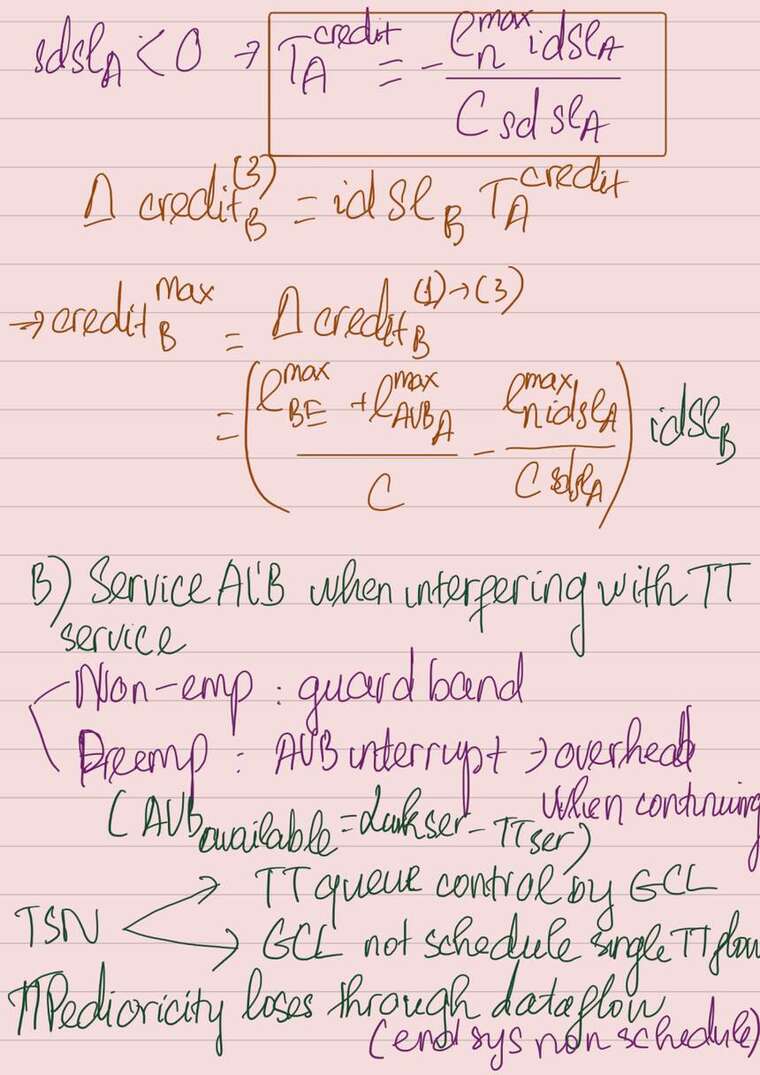 sdsl_A < 0 → T_A^credit = - l_n^max idsl_A / C sdsl_A
Δ credit_B^(3) = idsl_B T_A^credit
→ credit_B^max = Δ credit_B^(1)→(3)
= ( (l_BE^max + l_AVB_A^max) / C - l_n^max idsl_A / C sdsl_A ) idsl_B
B) Service AVB when interfering with TT
service
Non-emp : guard band
Preemp : AVB interrupt → overhead
when continuing
(AVB_available = Link ser - TT ser)
TSN → TT queue control by GCL
→ GCL not schedule single TT flow
TT Pedioricity loses through dataflow
(end sys non schedule)